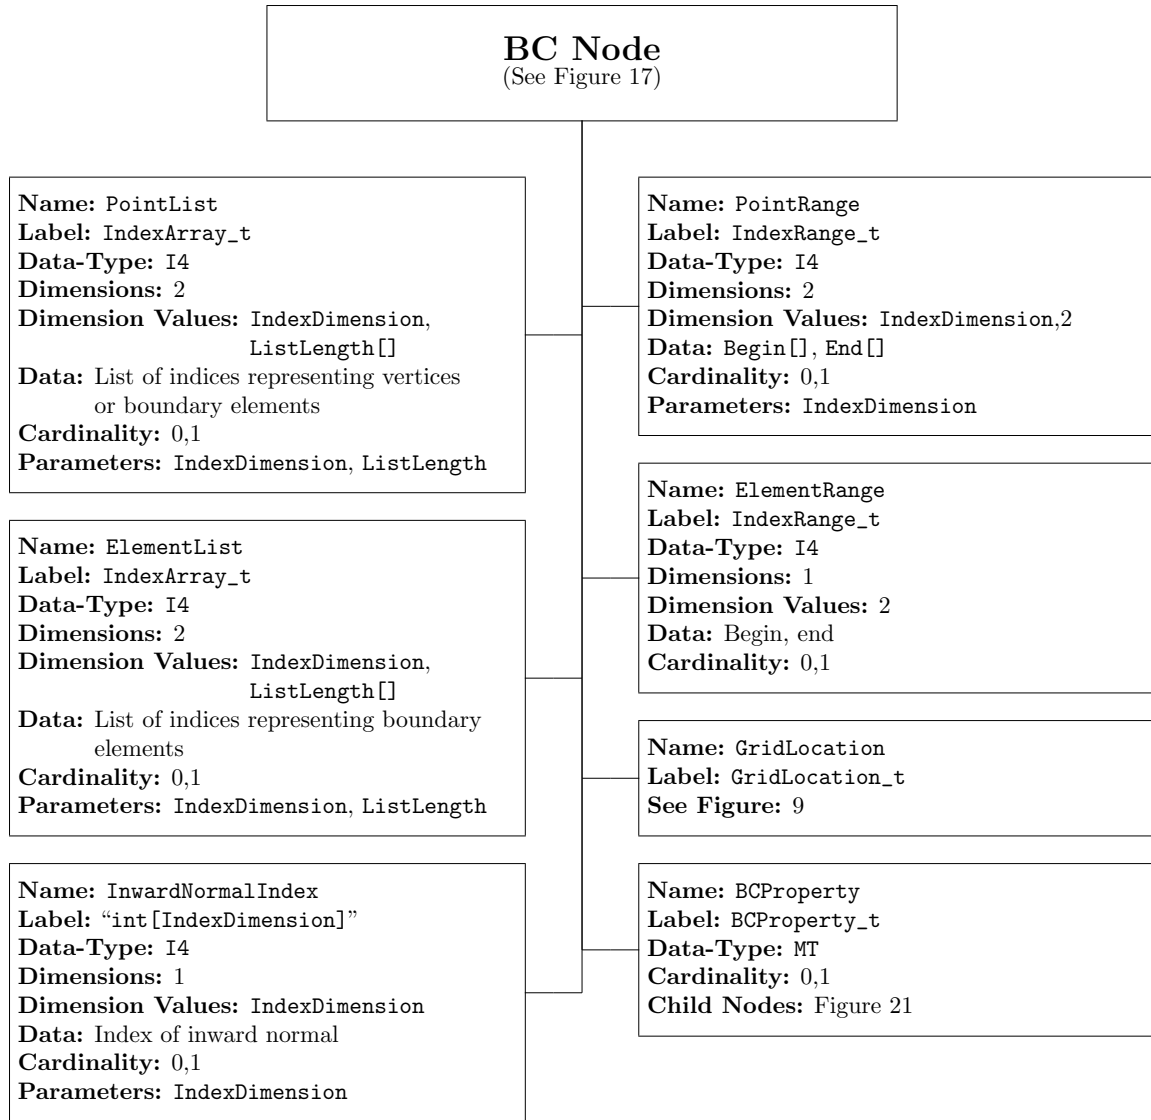 BC Node
(See Figure 17)
Name: PointList
Label: IndexArray_t
Data-Type: I4
Dimensions: 2
Dimension Values: IndexDimension,
ListLength[]
Data: List of indices representing vertices
or boundary elements
Cardinality: 0,1
Parameters: IndexDimension, ListLength
Name: ElementList
Label: IndexArray_t
Data-Type: I4
Dimensions: 2
Dimension Values: IndexDimension,
ListLength[]
Data: List of indices representing boundary
elements
Cardinality: 0,1
Parameters: IndexDimension, ListLength
Name: InwardNormalIndex
Label: “int[IndexDimension]”
Data-Type: I4
Dimensions: 1
Dimension Values: IndexDimension
Data: Index of inward normal
Cardinality: 0,1
Parameters: IndexDimension
Name: PointRange
Label: IndexRange_t
Data-Type: I4
Dimensions: 2
Dimension Values: IndexDimension,2
Data: Begin[], End[]
Cardinality: 0,1
Parameters: IndexDimension
Name: ElementRange
Label: IndexRange_t
Data-Type: I4
Dimensions: 1
Dimension Values: 2
Data: Begin, end
Cardinality: 0,1
Name: GridLocation
Label: GridLocation_t
See Figure: 9
Name: BCProperty
Label: BCProperty_t
Data-Type: MT
Cardinality: 0,1
Child Nodes: Figure 21